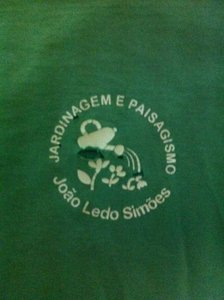 JARDINAGEM E PAISAGISMO
João Ledo Simões